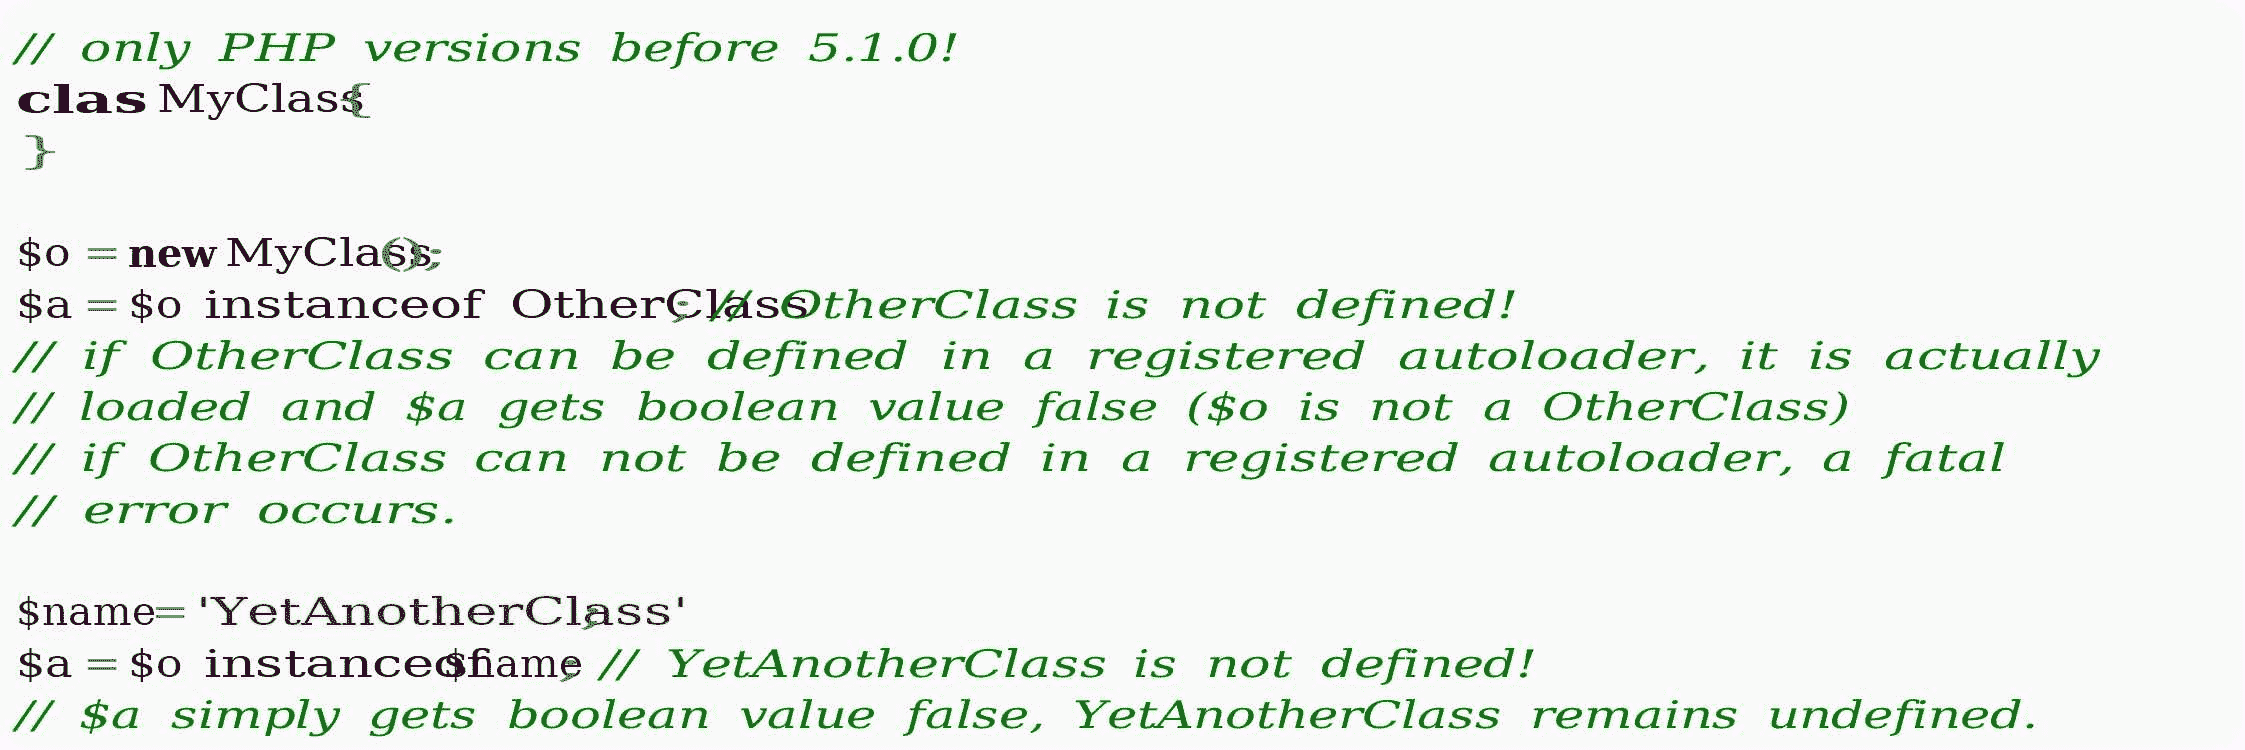 // only PHP versions before 5.1.0!
clas MyClass{
}
$o = new MyClass();
$a = $o instanceof OtherClass; // OtherClass is not defined!
// if OtherClass can be defined in a registered autoloader, it is actually
// loaded and $a gets boolean value false ($o is not a OtherClass)
// if OtherClass can not be defined in a registered autoloader, a fatal
// error occurs.
$name= 'YetAnotherClass';
$a = $o instanceof $name; // YetAnotherClass is not defined!
// $a simply gets boolean value false, YetAnotherClass remains undefined.